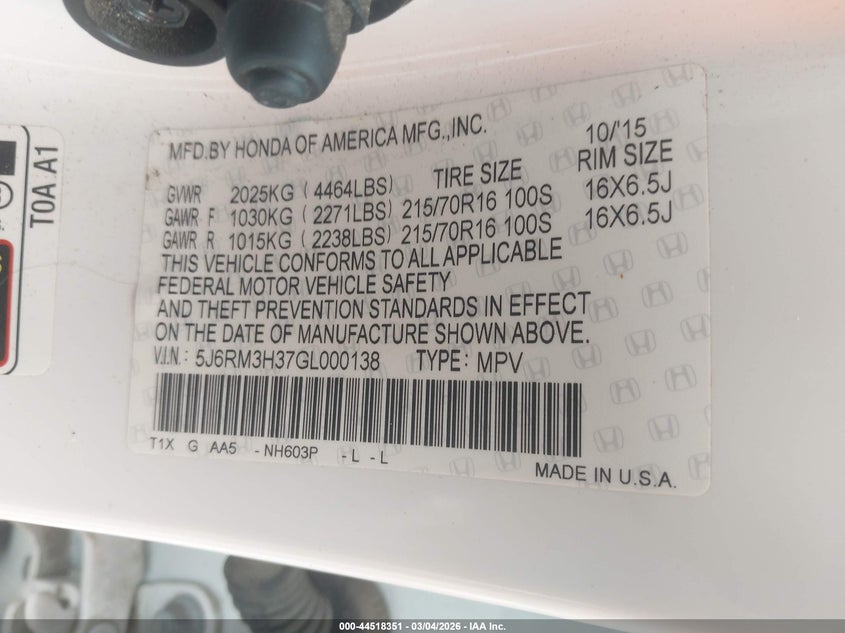 MFD.BY HONDA OF AMERICA MFG.,INC. 10/'15
TIRE SIZE RIM SIZE
GVWR 2025KG (4464LBS)
GAWR F 1030KG (2271LBS) 215/70R16 100S 16X6.5J
GAWR R 1015KG (2238LBS) 215/70R16 100S 16X6.5J
THIS VEHICLE CONFORMS TO ALL APPLICABLE
FEDERAL MOTOR VEHICLE SAFETY
AND THEFT PREVENTION STANDARDS IN EFFECT
ON THE DATE OF MANUFACTURE SHOWN ABOVE.
V.I.N.: 5J6RM3H37GL000138 TYPE: MPV
T1X G AA5 - NH603P - L - L
MADE IN U.S.A.
T0A A1
000-44518351 - 03/04/2026 - IAA Inc.